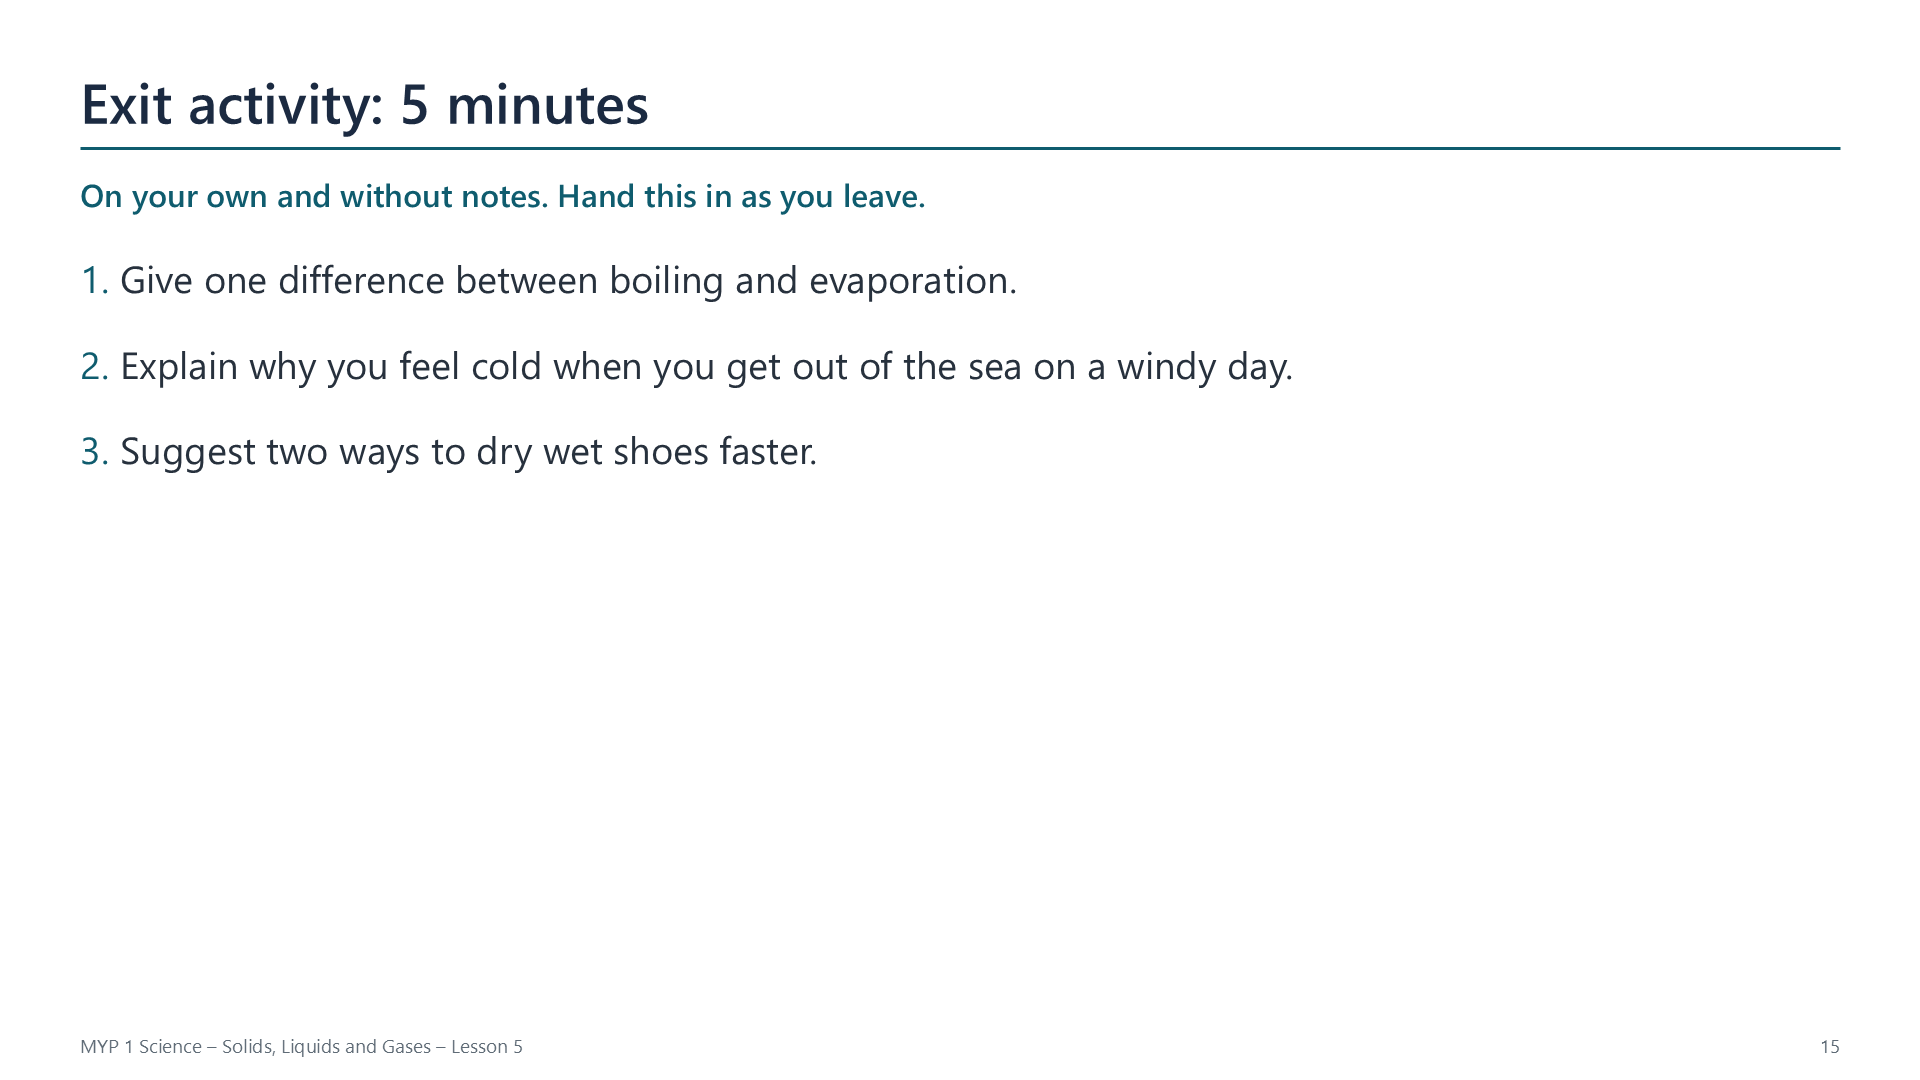 Exit activity: 5 minutes
On your own and without notes. Hand this in as you leave.
1. Give one difference between boiling and evaporation.
2. Explain why you feel cold when you get out of the sea on a windy day.
3. Suggest two ways to dry wet shoes faster.
MYP 1 Science – Solids, Liquids and Gases – Lesson 5
15